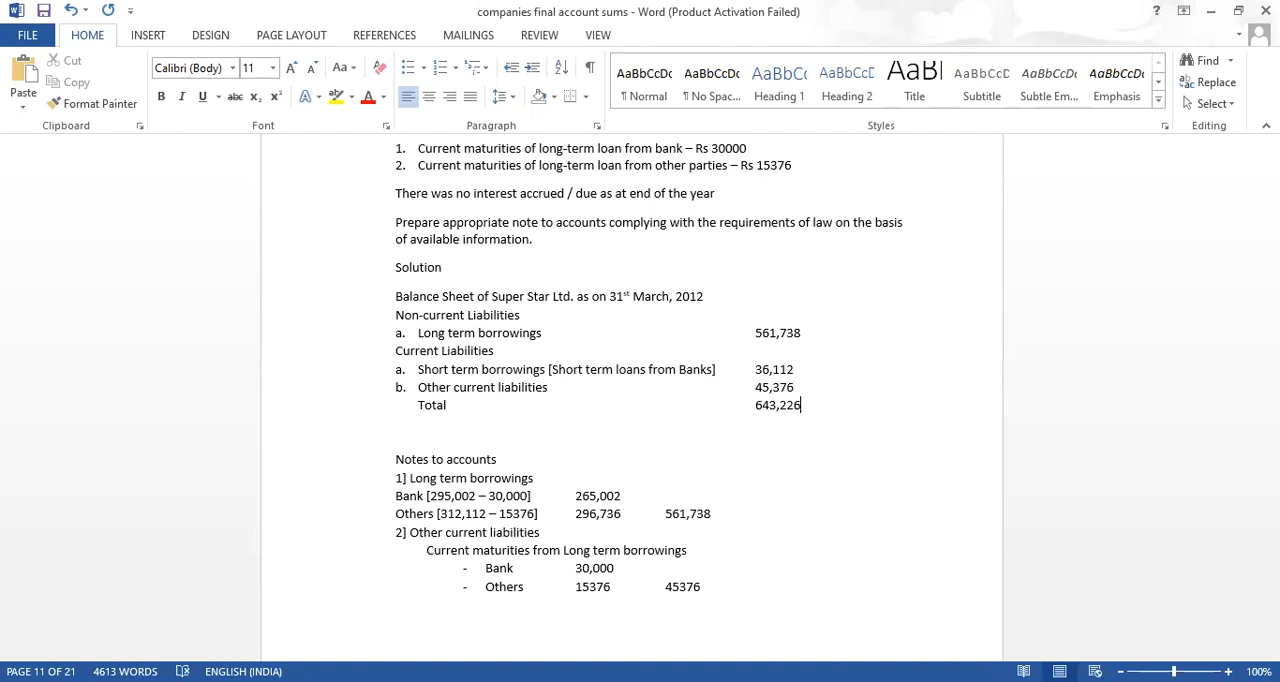 companies final account sums - Word (Product Activation Failed)
FILE HOME INSERT DESIGN PAGE LAYOUT REFERENCES MAILINGS REVIEW VIEW
Paste
Cut
Copy
Format Painter
Clipboard
Calibri (Body) 11
Font
Paragraph
AaBbCcDc AaBbCcDc AaBbCc AaBbCcE AaBl AaBbCcD AaBbCcDc AaBbCcDc
¶ Normal ¶ No Spac... Heading 1 Heading 2 Title Subtitle Subtle Em... Emphasis
Styles
Find
Replace
Select
Editing
1. Current maturities of long-term loan from bank – Rs 30000
2. Current maturities of long-term loan from other parties – Rs 15376
There was no interest accrued / due as at end of the year
Prepare appropriate note to accounts complying with the requirements of law on the basis
of available information.
Solution
Balance Sheet of Super Star Ltd. as on 31st March, 2012
Non-current Liabilities
a. Long term borrowings 561,738
Current Liabilities
a. Short term borrowings [Short term loans from Banks] 36,112
b. Other current liabilities 45,376
Total 643,226
Notes to accounts
1] Long term borrowings
Bank [295,002 – 30,000] 265,002
Others [312,112 – 15376] 296,736 561,738
2] Other current liabilities
Current maturities from Long term borrowings
- Bank 30,000
- Others 15376 45376
PAGE 11 OF 21 4613 WORDS ENGLISH (INDIA) 100%